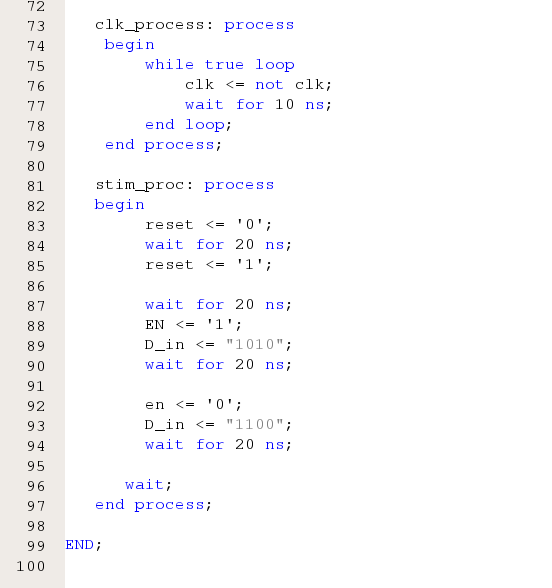 72
73 clk_process: process
74 begin
75 while true loop
76 clk <= not clk;
77 wait for 10 ns;
78 end loop;
79 end process;
80
81 stim_proc: process
82 begin
83 reset <= '0';
84 wait for 20 ns;
85 reset <= '1';
86
87 wait for 20 ns;
88 EN <= '1';
89 D_in <= "1010";
90 wait for 20 ns;
91
92 en <= '0';
93 D_in <= "1100";
94 wait for 20 ns;
95
96 wait;
97 end process;
98
99 END;
100